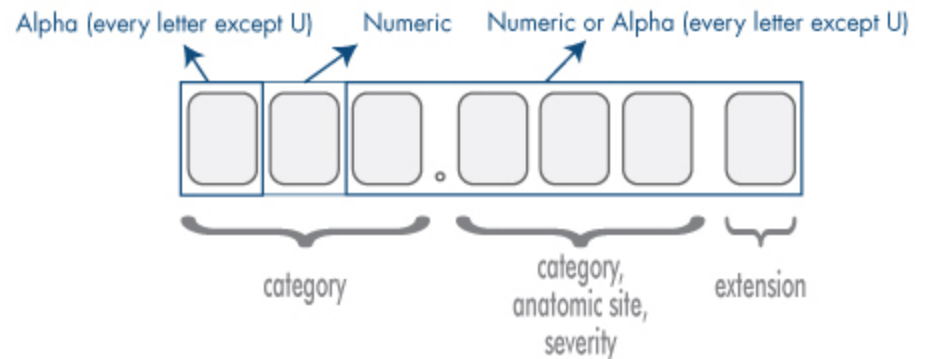 Alpha (every letter except U) Numeric Numeric or Alpha (every letter except U)
category
category,
anatomic site,
severity
extension